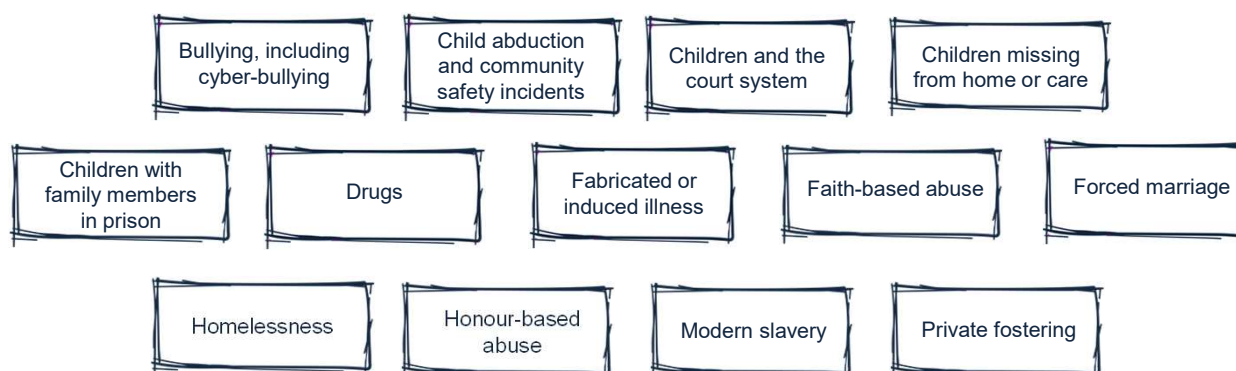 Bullying, including
cyber-bullying
Child abduction
and community
safety incidents
Children and the
court system
Children missing
from home or care
Children with
family members
in prison
Drugs
Fabricated or
induced illness
Faith-based abuse
Forced marriage
Homelessness
Honour-based
abuse
Modern slavery
Private fostering